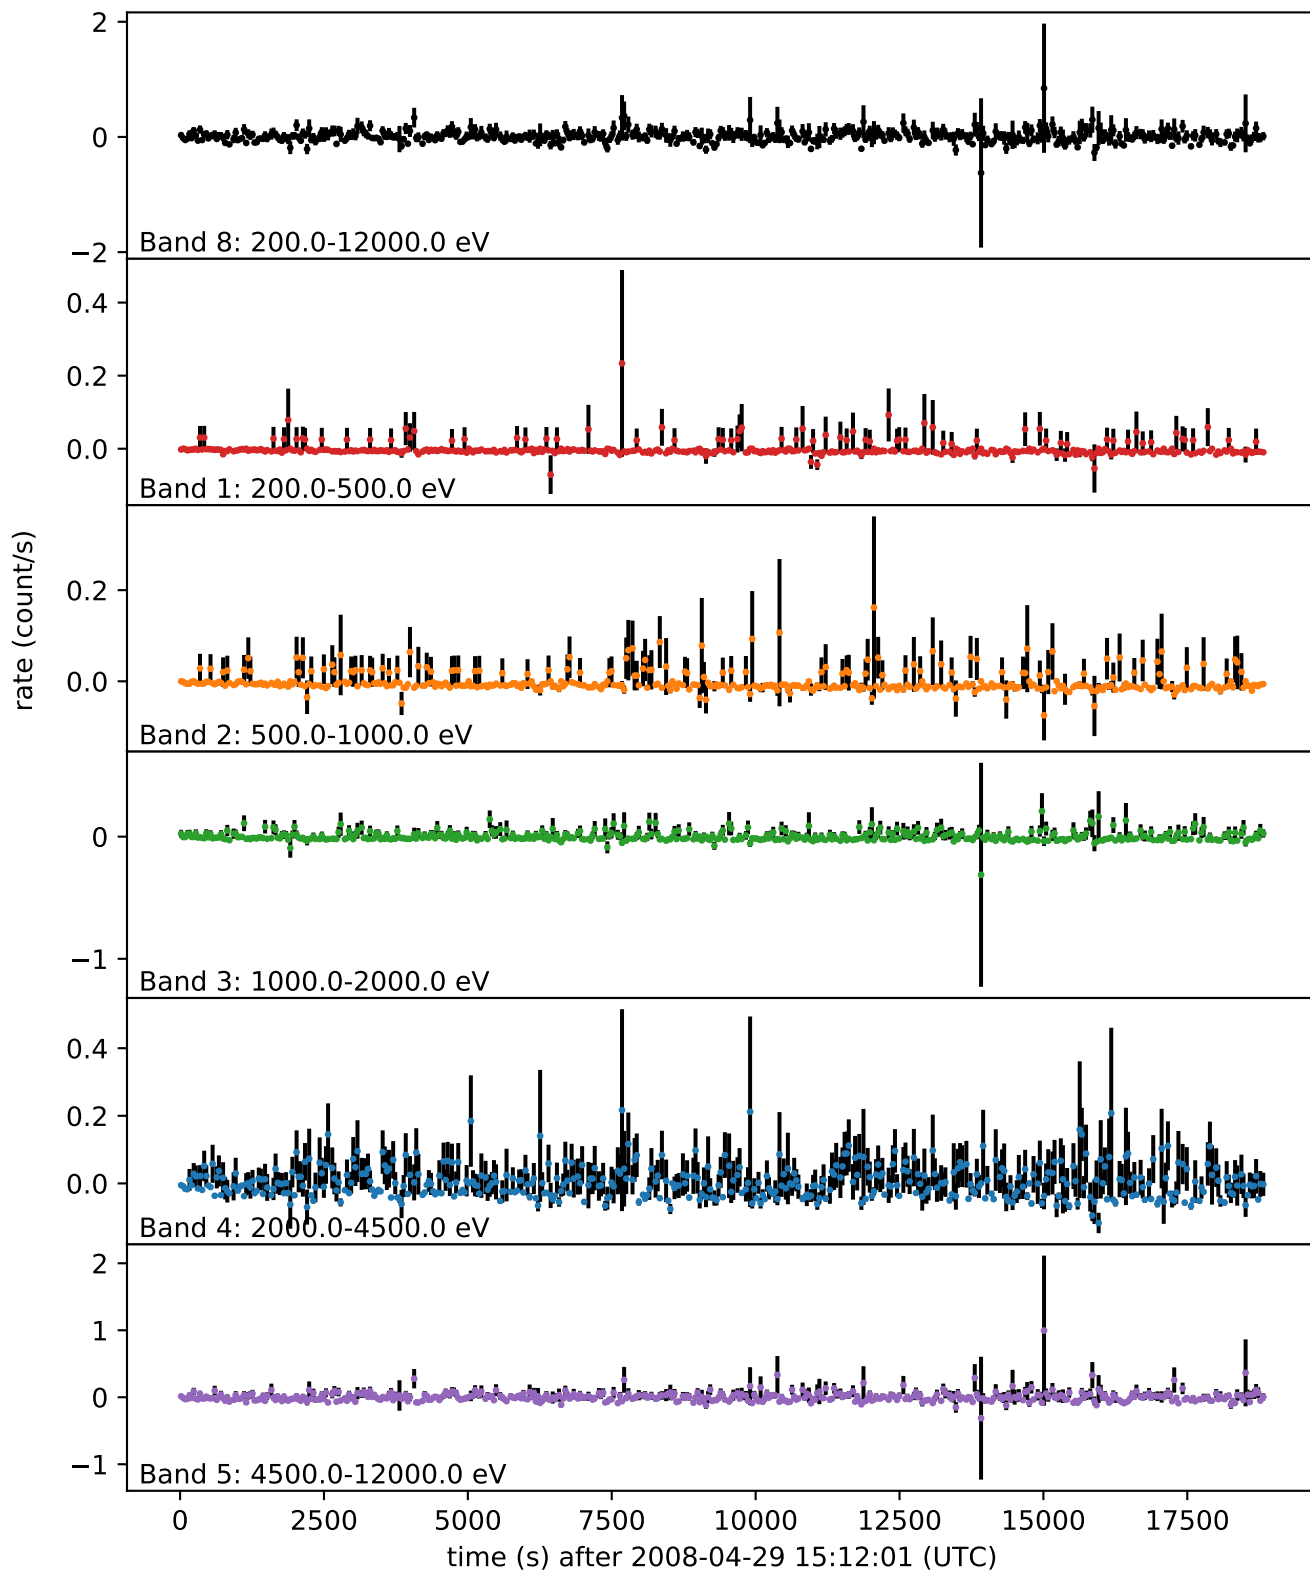 2
0
−2
Band 8: 200.0-12000.0 eV
0.4
0.2
0.0
Band 1: 200.0-500.0 eV
rate (count/s)
0.2
0.0
Band 2: 500.0-1000.0 eV
0
−1
Band 3: 1000.0-2000.0 eV
0.4
0.2
0.0
Band 4: 2000.0-4500.0 eV
2
1
0
−1
Band 5: 4500.0-12000.0 eV
0 2500 5000 7500 10000 12500 15000 17500
time (s) after 2008-04-29 15:12:01 (UTC)